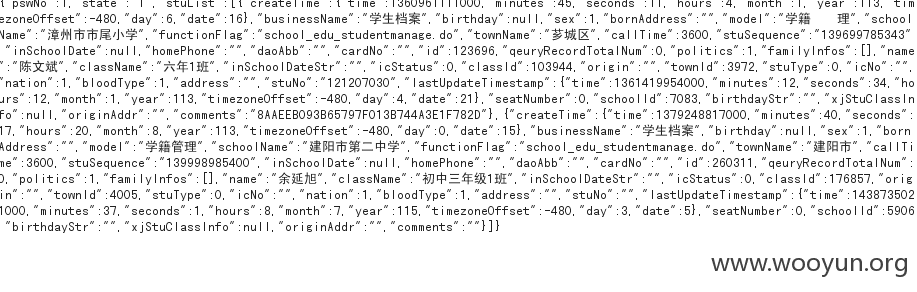 { pswNo :1, state : 1 , stuList :[{ createTime :{ time :1360961111000, minutes :45, seconds :11, hours :4, month :1, year :113, tim
ezoneOffset":-480,"day":6,"date":16},"businessName":"学生档案","birthday":null,"sex":1,"bornAddress":"","model":"学籍 理","school
Name":"漳州市市尾小学","functionFlag":"school_edu_studentmanage.do","townName":"芗城区","callTime":3600,"stuSequence":"139699785343"
,"inSchoolDate":null,"homePhone":"","daoAbb":"","cardNo":"","id":123696,"qeuryRecordTotalNum":0,"politics":1,"familyInfos":[],"name"
:"陈文斌","className":"六年1班","inSchoolDateStr":"","icStatus":0,"classId":103944,"origin":"","townId":3972,"stuType":0,"icNo":"",
"nation":1,"bloodType":1,"address":"","stuNo":"121207030","lastUpdateTimestamp":{"time":1361419954000,"minutes":12,"seconds":34,"ho
urs":12,"month":1,"year":113,"timezoneOffset":-480,"day":4,"date":21},"seatNumber":0,"schoolId":7083,"birthdayStr":"","xjStuClassIn
fo":null,"originAddr":"","comments":"8AAEEB093B65797F013B744A3E1F782D"},{"createTime":{"time":1379248817000,"minutes":40,"seconds":
17,"hours":20,"month":8,"year":113,"timezoneOffset":-480,"day":0,"date":15},"businessName":"学生档案","birthday":null,"sex":1,"born
Address":"","model":"学籍管理","schoolName":"建阳市第二中学","functionFlag":"school_edu_studentmanage.do","townName":"建阳市","callTi
me":3600,"stuSequence":"139998985400","inSchoolDate":null,"homePhone":"","daoAbb":"","cardNo":"","id":260311,"qeuryRecordTotalNum":
0,"politics":1,"familyInfos":[],"name":"余延旭","className":"初中三年级1班","inSchoolDateStr":"","icStatus":0,"classId":176857,"orig
in":"","townId":4005,"stuType":0,"icNo":"","nation":1,"bloodType":1,"address":"","stuNo":"","lastUpdateTimestamp":{"time":143873502
1000,"minutes":37,"seconds":1,"hours":8,"month":7,"year":115,"timezoneOffset":-480,"day":3,"date":5},"seatNumber":0,"schoolId":5906
,"birthdayStr":"","xjStuClassInfo":null,"originAddr":"","comments":""}]}
www.wooyun.org